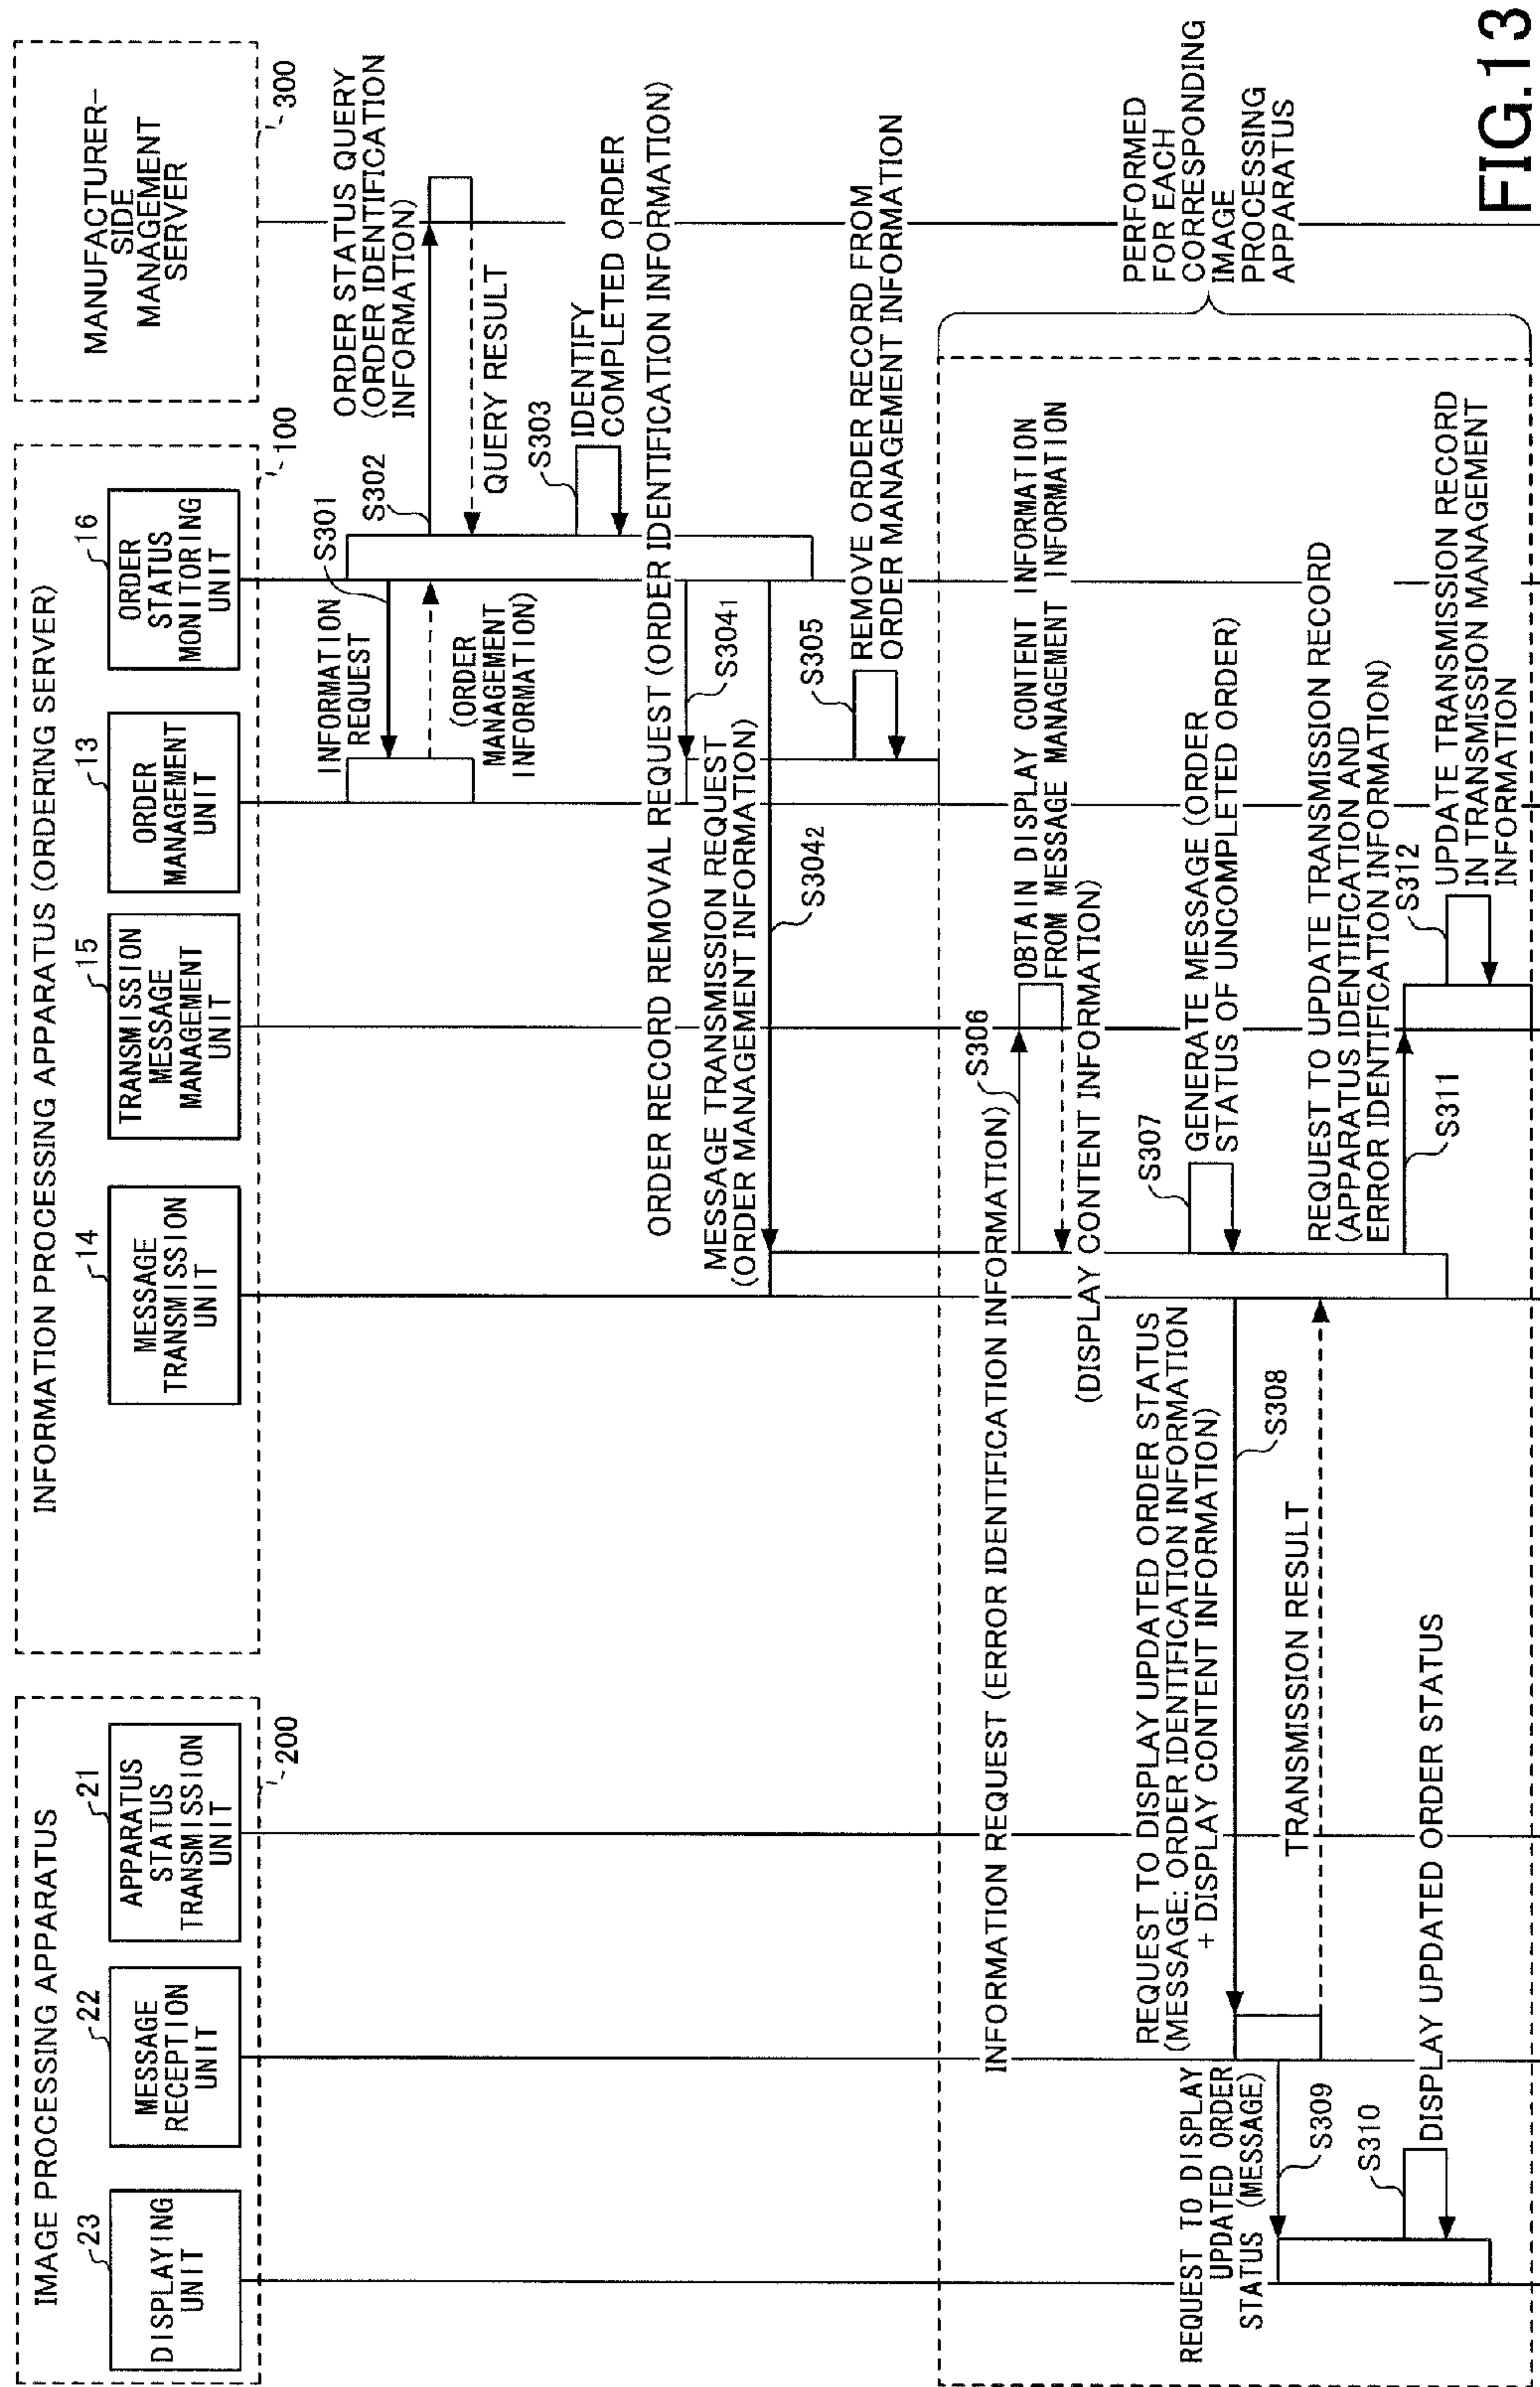 IMAGE PROCESSING APPARATUS
23
DISPLAYING
UNIT
22
MESSAGE
RECEPTION
UNIT
21
APPARATUS
STATUS
TRANSMISSION
UNIT
200
INFORMATION PROCESSING APPARATUS (ORDERING SERVER)
14
MESSAGE
TRANSMISSION
UNIT
15
TRANSMISSION
MESSAGE
MANAGEMENT
UNIT
13
ORDER
MANAGEMENT
UNIT
16
ORDER
STATUS
MONITORING
UNIT
100
MANUFACTURER-
SIDE
MANAGEMENT
SERVER
300
INFORMATION
REQUEST
S301
(ORDER
MANAGEMENT
INFORMATION)
S302
ORDER STATUS QUERY
(ORDER IDENTIFICATION
INFORMATION)
QUERY RESULT
S303
IDENTIFY
COMPLETED ORDER
ORDER RECORD REMOVAL REQUEST (ORDER IDENTIFICATION INFORMATION)
S3041
MESSAGE TRANSMISSION REQUEST
(ORDER MANAGEMENT INFORMATION)
S3042
S305
REMOVE ORDER RECORD FROM
ORDER MANAGEMENT INFORMATION
INFORMATION REQUEST (ERROR IDENTIFICATION INFORMATION)
S306
OBTAIN DISPLAY CONTENT INFORMATION
FROM MESSAGE MANAGEMENT INFORMATION
(DISPLAY CONTENT INFORMATION)
S307
GENERATE MESSAGE (ORDER
STATUS OF UNCOMPLETED ORDER)
REQUEST TO DISPLAY UPDATED ORDER STATUS
(MESSAGE: ORDER IDENTIFICATION INFORMATION
+ DISPLAY CONTENT INFORMATION)
S308
TRANSMISSION RESULT
REQUEST TO DISPLAY
UPDATED ORDER
STATUS (MESSAGE)
S309
S310
DISPLAY UPDATED ORDER STATUS
REQUEST TO UPDATE TRANSMISSION RECORD
(APPARATUS IDENTIFICATION AND
ERROR IDENTIFICATION INFORMATION)
S311
S312
UPDATE TRANSMISSION RECORD
IN TRANSMISSION MANAGEMENT
INFORMATION
PERFORMED
FOR EACH
CORRESPONDING
IMAGE
PROCESSING
APPARATUS
FIG.13